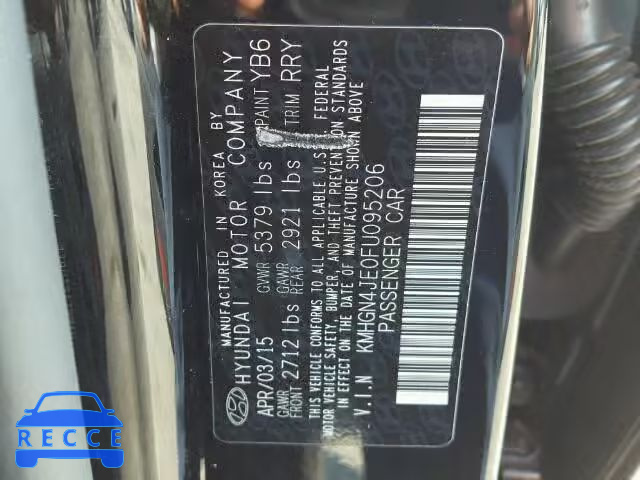 MANUFACTURED IN KOREA BY
HYUNDAI MOTOR COMPANY
APR/03/15 GVWR 5379 lbs PAINT YB6
GAWR FRONT 2712 lbs GAWR REAR 2921 lbs TRIM RRY
THIS VEHICLE CONFORMS TO ALL APPLICABLE U.S FEDERAL
MOTOR VEHICLE SAFETY, BUMPER, AND THEFT PREVENTION STANDARDS
IN EFFECT ON THE DATE OF MANUFACTURE SHOWN ABOVE
V.I.N KMHGN4JE0FU095206
PASSENGER CAR
RECCE